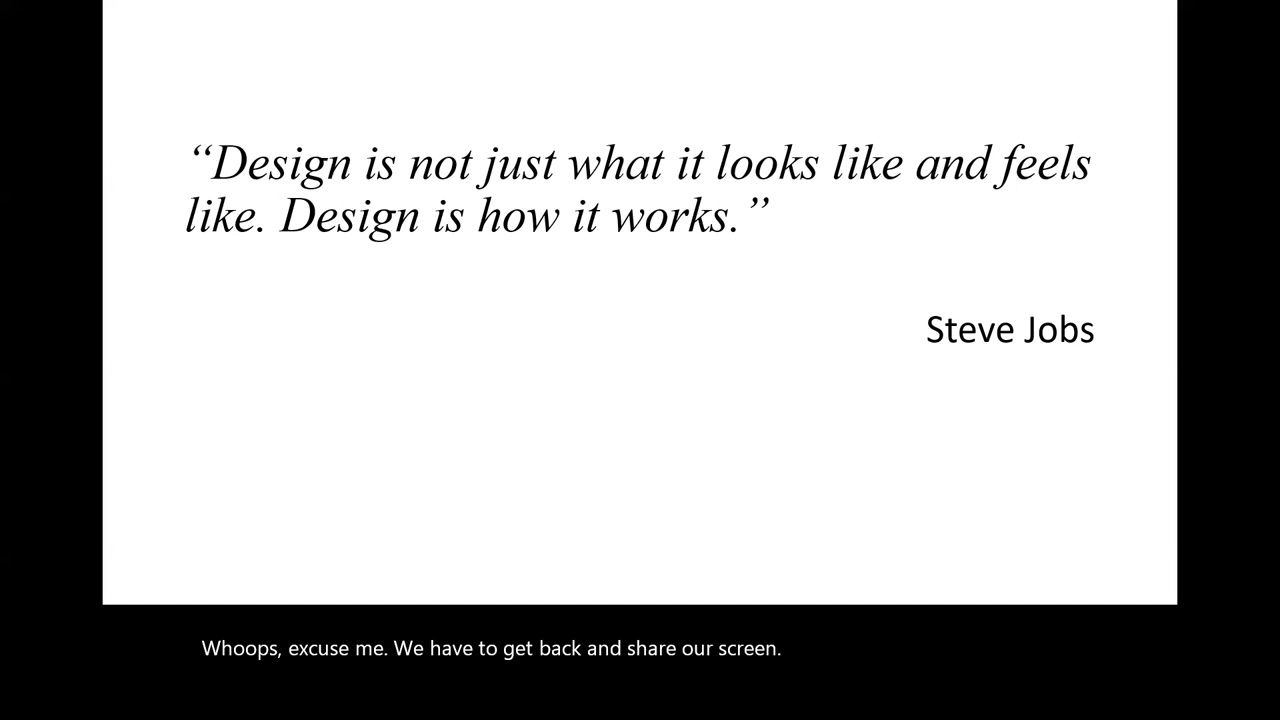 “Design is not just what it looks like and feels
like. Design is how it works.”
Steve Jobs
Whoops, excuse me. We have to get back and share our screen.